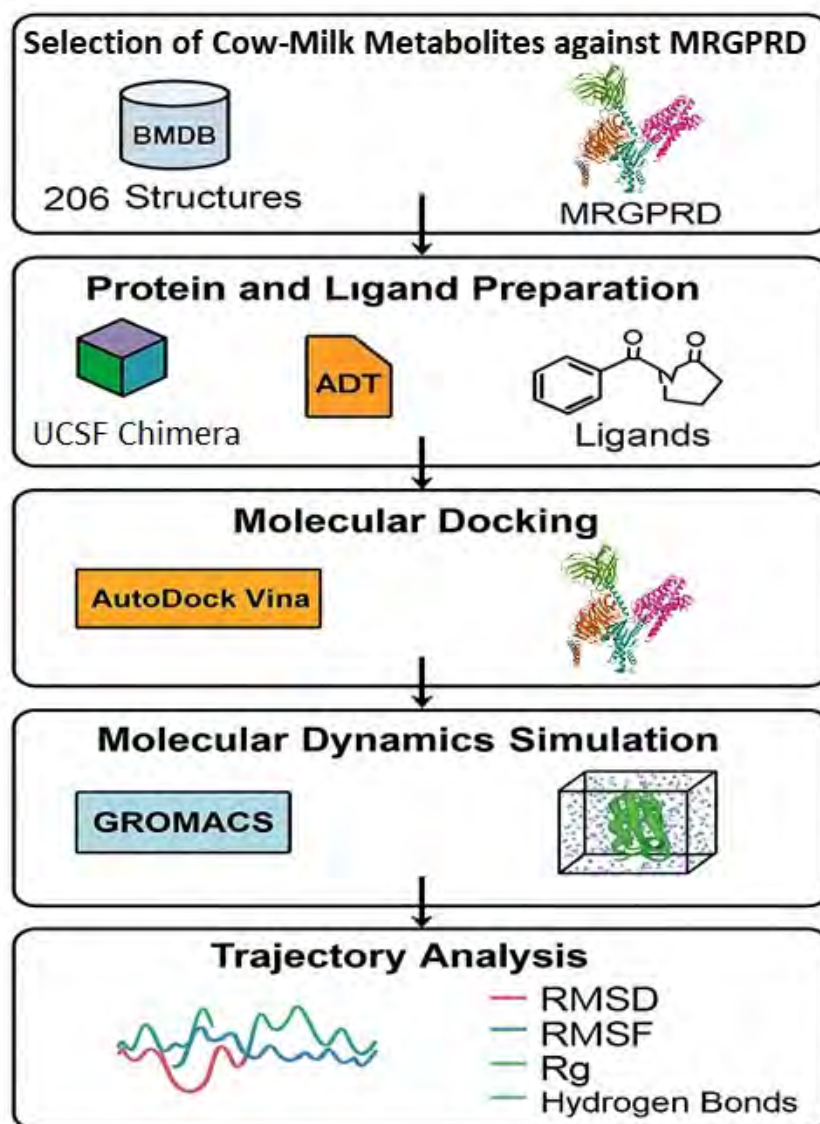 Selection of Cow-Milk Metabolites against MRGPRD
BMDB
206 Structures
MRGPRD
Protein and Ligand Preparation
UCSF Chimera
ADT
O
O
N
Ligands
Molecular Docking
AutoDock Vina
Molecular Dynamics Simulation
GROMACS
Trajectory Analysis
RMSD
RMSF
Rg
Hydrogen Bonds